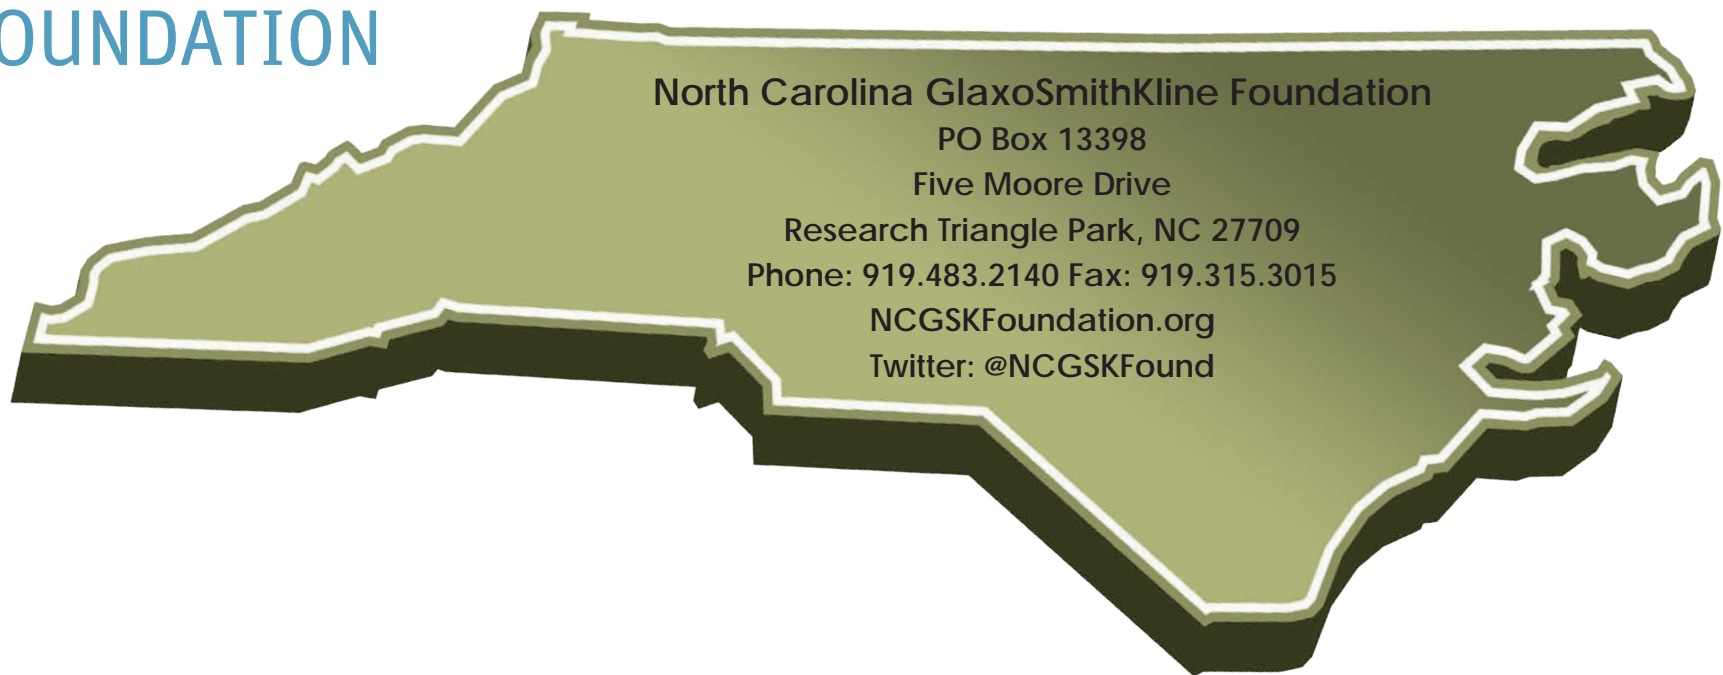 OUNDATION
North Carolina GlaxoSmithKline Foundation
PO Box 13398
Five Moore Drive
Research Triangle Park, NC 27709
Phone: 919.483.2140 Fax: 919.315.3015
NCGSKFoundation.org
Twitter: @NCGSKFound